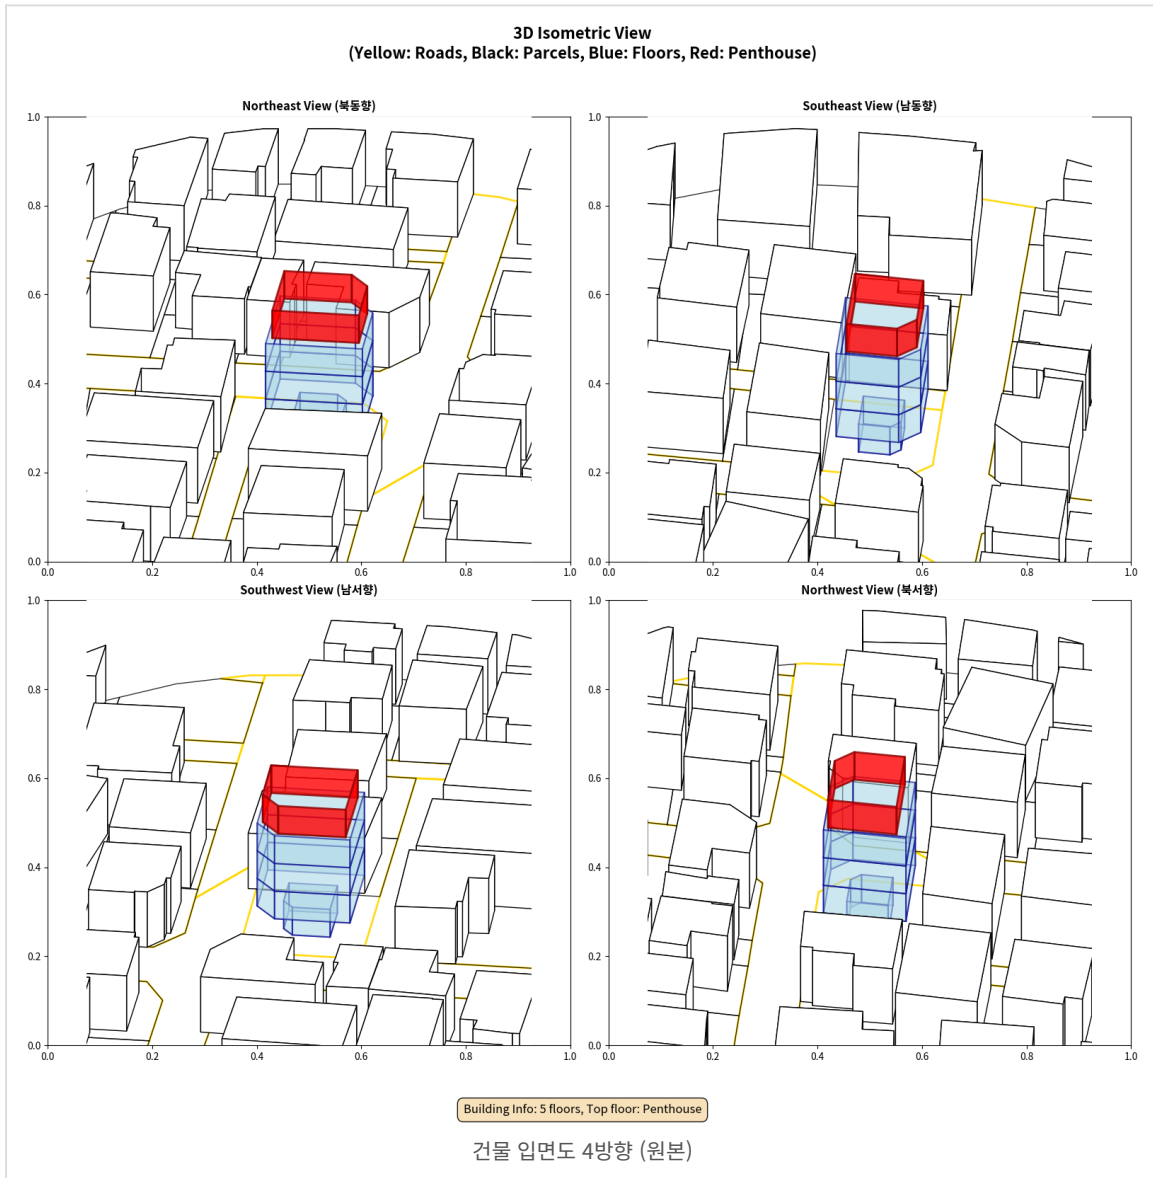 3D Isometric View
(Yellow: Roads, Black: Parcels, Blue: Floors, Red: Penthouse)
Northeast View (북동향)
1.0
0.8
0.6
0.4
0.2
0.0
0.0 0.2 0.4 0.6 0.8 1.0
Southeast View (남동향)
1.0
0.8
0.6
0.4
0.2
0.0
0.0 0.2 0.4 0.6 0.8 1.0
Southwest View (남서향)
1.0
0.8
0.6
0.4
0.2
0.0
0.0 0.2 0.4 0.6 0.8 1.0
Northwest View (북서향)
1.0
0.8
0.6
0.4
0.2
0.0
0.0 0.2 0.4 0.6 0.8 1.0
Building Info: 5 floors, Top floor: Penthouse
건물 입면도 4방향 (원본)